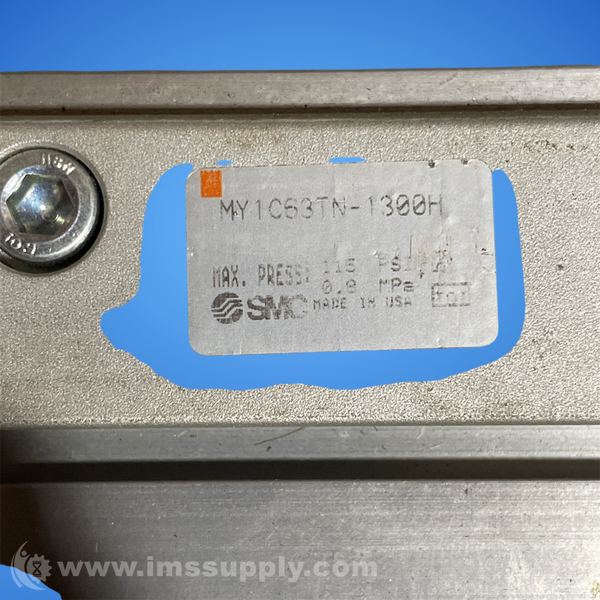 MY1C63TN-1300H
MAX. PRESS: 115 PSI
0.8 MPa
SMC MADE IN USA
www.imssupply.com